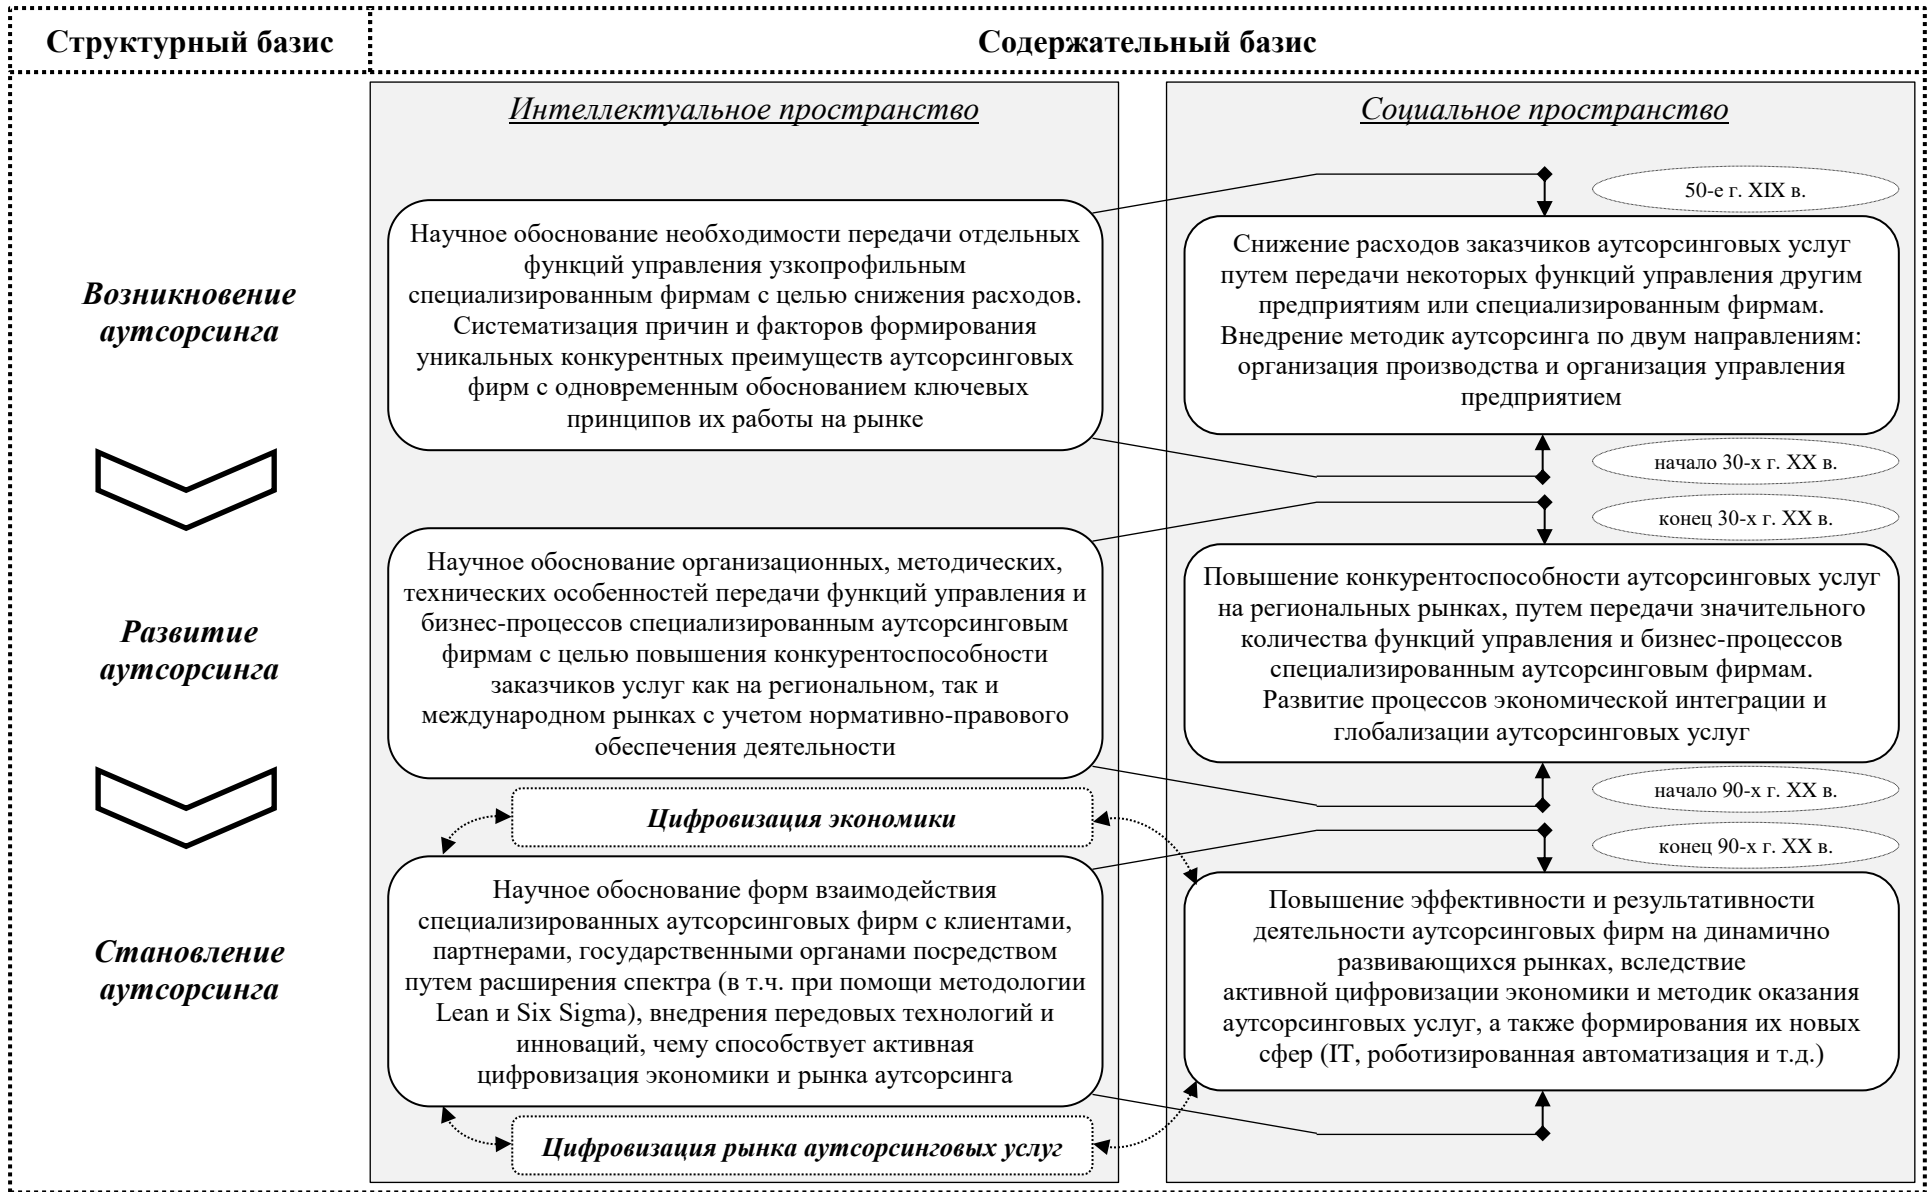 Структурный базис
Содержательный базис
Интеллектуальное пространство
Социальное пространство
Возникновение
аутсорсинга
Научное обоснование необходимости передачи отдельных
функций управления узкопрофильным
специализированным фирмам с целью снижения расходов.
Систематизация причин и факторов формирования
уникальных конкурентных преимуществ аутсорсинговых
фирм с одновременным обоснованием ключевых
принципов их работы на рынке
50-е г. XIX в.
Снижение расходов заказчиков аутсорсинговых услуг
путем передачи некоторых функций управления другим
предприятиям или специализированным фирмам.
Внедрение методик аутсорсинга по двум направлениям:
организация производства и организация управления
предприятием
начало 30-х г. XX в.
Развитие
аутсорсинга
Научное обоснование организационных, методических,
технических особенностей передачи функций управления и
бизнес-процессов специализированным аутсорсинговым
фирмам с целью повышения конкурентоспособности
заказчиков услуг как на региональном, так и
международном рынках с учетом нормативно-правового
обеспечения деятельности
конец 30-х г. XX в.
Повышение конкурентоспособности аутсорсинговых услуг
на региональных рынках, путем передачи значительного
количества функций управления и бизнес-процессов
специализированным аутсорсинговым фирмам.
Развитие процессов экономической интеграции и
глобализации аутсорсинговых услуг
начало 90-х г. XX в.
Цифровизация экономики
Становление
аутсорсинга
Научное обоснование форм взаимодействия
специализированных аутсорсинговых фирм с клиентами,
партнерами, государственными органами посредством
путем расширения спектра (в т.ч. при помощи методологии
Lean и Six Sigma), внедрения передовых технологий и
инноваций, чему способствует активная
цифровизация экономики и рынка аутсорсинга
конец 90-х г. XX в.
Повышение эффективности и результативности
деятельности аутсорсинговых фирм на динамично
развивающихся рынках, вследствие
активной цифровизации экономики и методик оказания
аутсорсинговых услуг, а также формирования их новых
сфер (IT, роботизированная автоматизация и т.д.)
Цифровизация рынка аутсорсинговых услуг